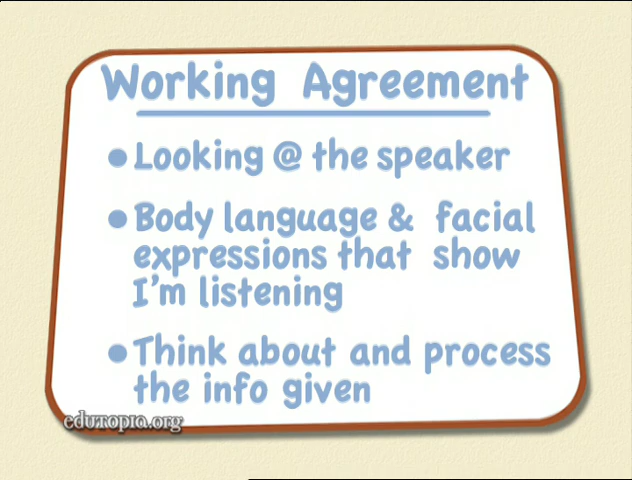 Working Agreement
• Looking @ the speaker
• Body language & facial
expressions that show
I'm listening
• Think about and process
the info given
edutopia.org